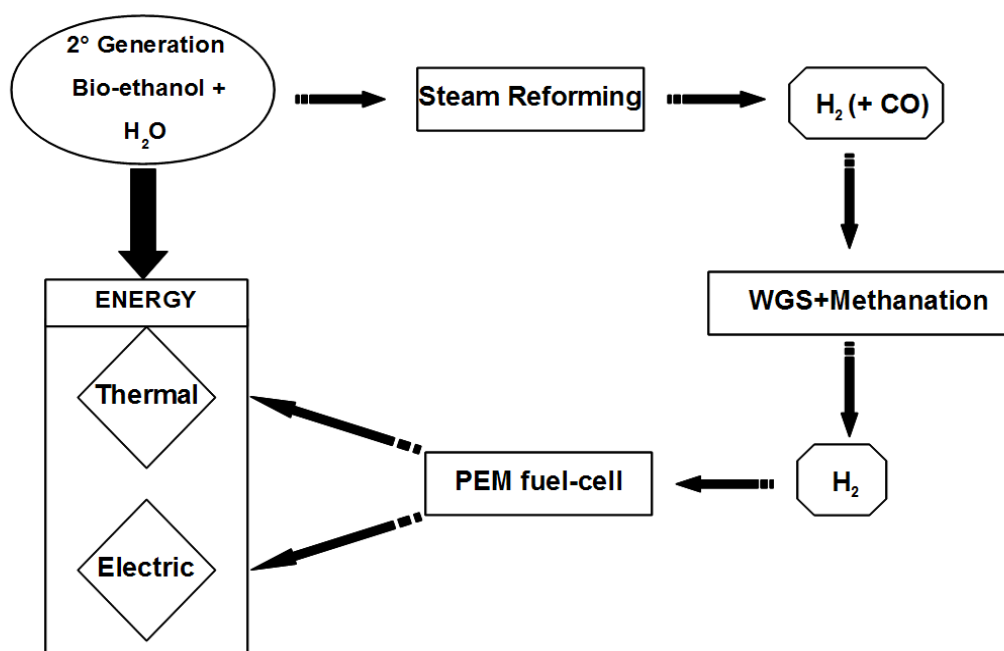 2° Generation
Bio-ethanol +
H₂O
Steam Reforming
H₂ (+ CO)
ENERGY
WGS+Methanation
Thermal
PEM fuel-cell
H₂
Electric